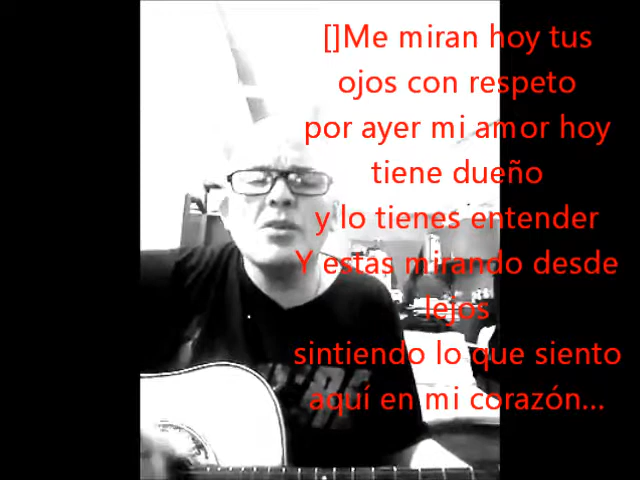 []Me miran hoy tus
ojos con respeto
por ayer mi amor hoy
tiene dueño
y lo tienes entender
Y estas mirando desde
lejos
sintiendo lo que siento
aquí en mi corazón...